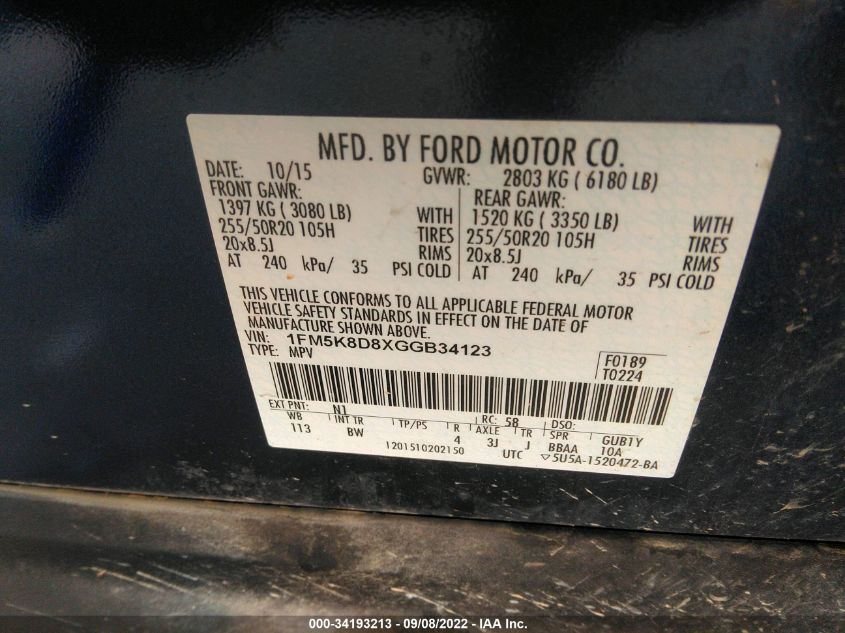 MFD. BY FORD MOTOR CO.
DATE: 10/15 GVWR: 2803 KG ( 6180 LB)
FRONT GAWR: REAR GAWR:
1397 KG ( 3080 LB) WITH 1520 KG ( 3350 LB) WITH
255/50R20 105H TIRES 255/50R20 105H TIRES
20x8.5J RIMS 20x8.5J RIMS
AT 240 kPa/ 35 PSI COLD AT 240 kPa/ 35 PSI COLD
THIS VEHICLE CONFORMS TO ALL APPLICABLE FEDERAL MOTOR
VEHICLE SAFETY STANDARDS IN EFFECT ON THE DATE OF
MANUFACTURE SHOWN ABOVE.
VIN: 1FM5K8D8XGGB34123
TYPE: MPV
F0189
T0224
EXT PNT: N1 RC: 58 DSO:
WB INT TR TP/PS R AXLE TR SPR GUB1Y
113 BW 4 3J J BBAA 10A
1201510202150 UTC ▽5U5A-1520472-BA
000-34193213 - 09/08/2022 - IAA Inc.